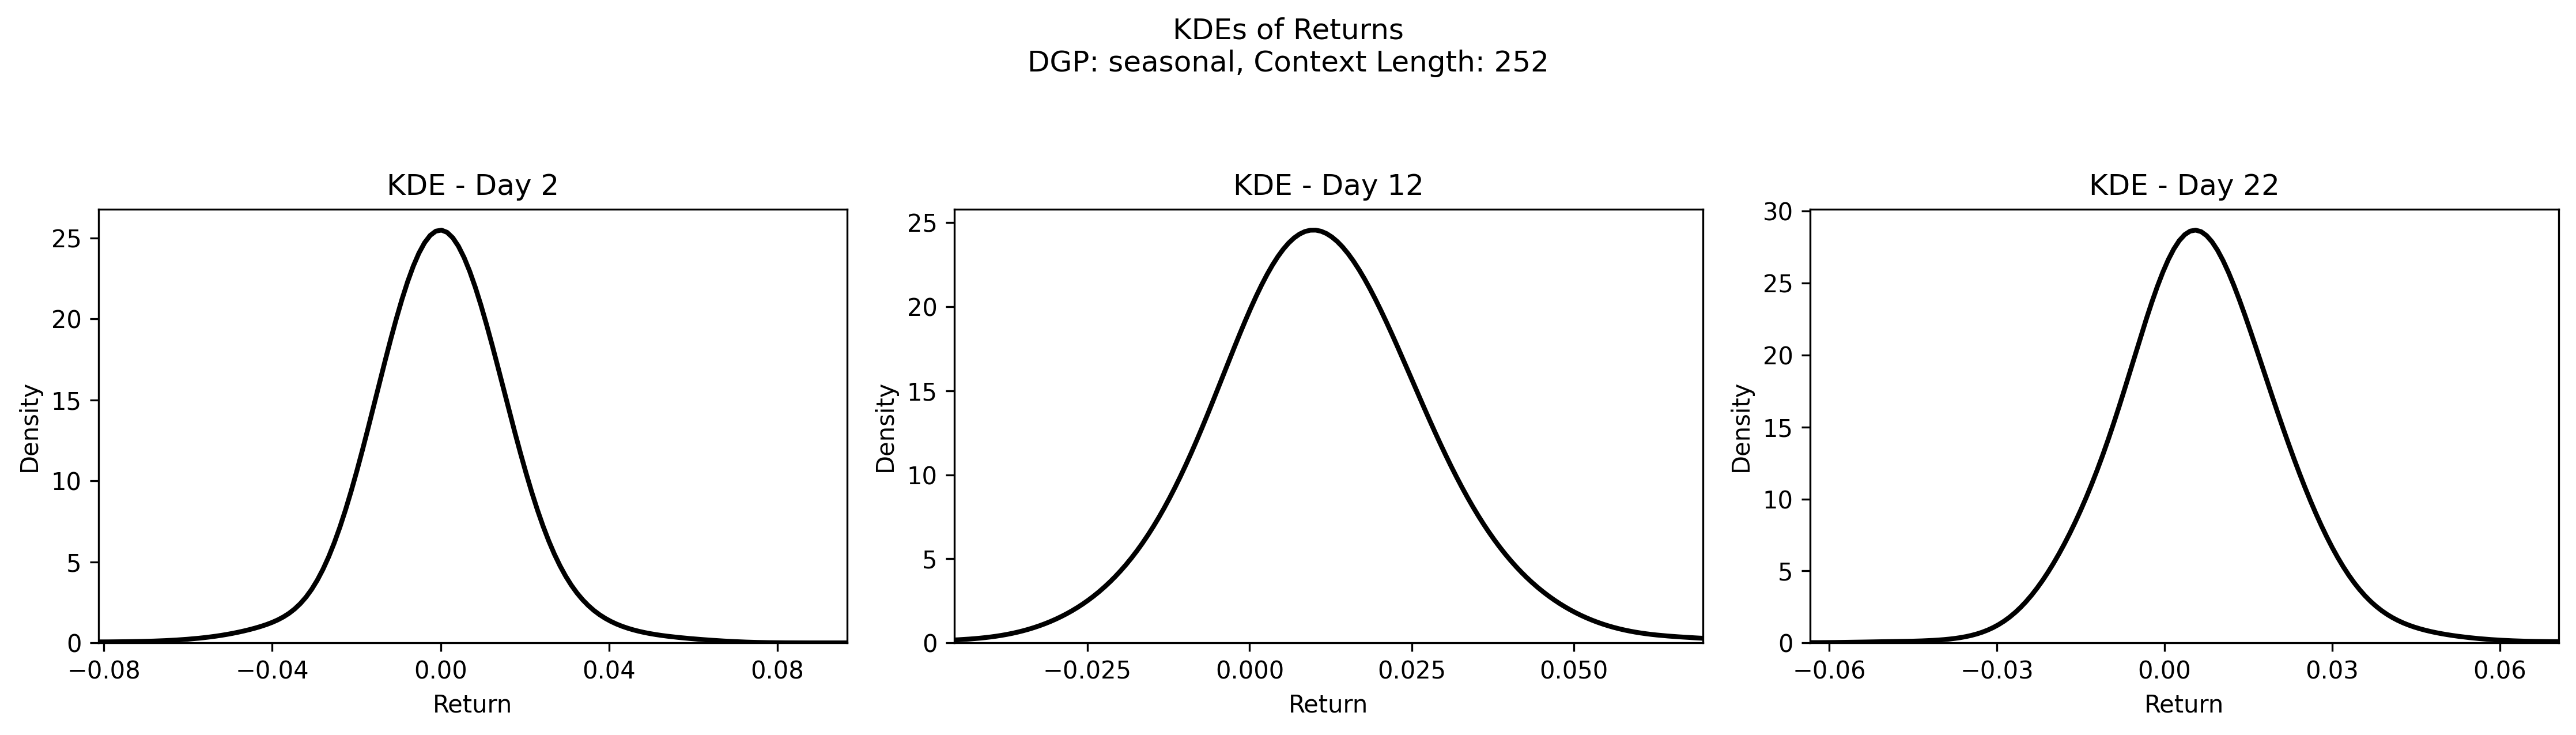 KDEs of Returns
DGP: seasonal, Context Length: 252
KDE - Day 2
25
20
15
10
5
0
Density
−0.08 −0.04 0.00 0.04 0.08
Return
KDE - Day 12
25
20
15
10
5
0
Density
−0.025 0.000 0.025 0.050
Return
KDE - Day 22
30
25
20
15
10
5
0
Density
−0.06 −0.03 0.00 0.03 0.06
Return